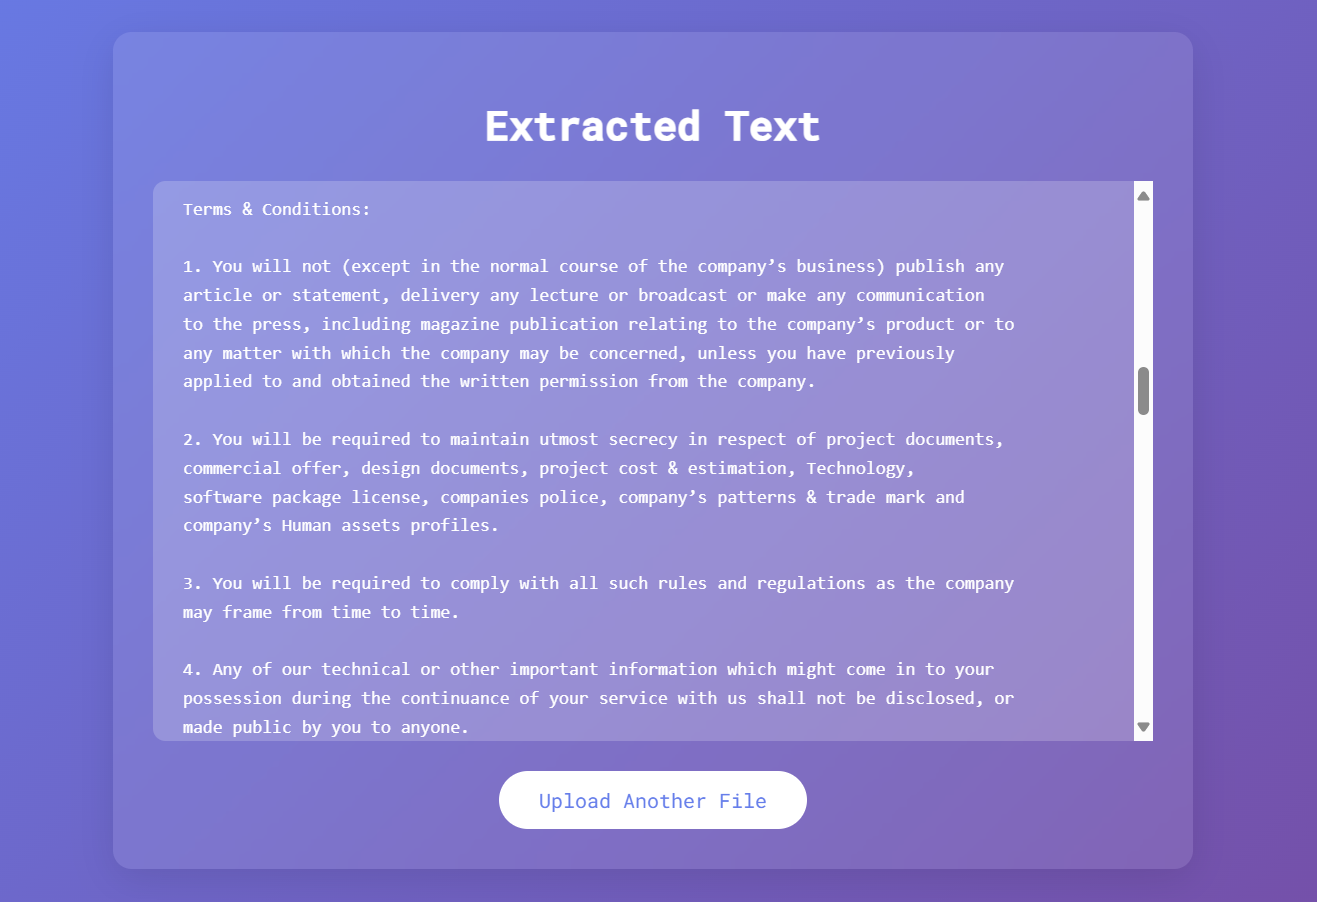 Extracted Text
Terms & Conditions:
1. You will not (except in the normal course of the company’s business) publish any
article or statement, delivery any lecture or broadcast or make any communication
to the press, including magazine publication relating to the company’s product or to
any matter with which the company may be concerned, unless you have previously
applied to and obtained the written permission from the company.
2. You will be required to maintain utmost secrecy in respect of project documents,
commercial offer, design documents, project cost & estimation, Technology,
software package license, companies police, company’s patterns & trade mark and
company’s Human assets profiles.
3. You will be required to comply with all such rules and regulations as the company
may frame from time to time.
4. Any of our technical or other important information which might come in to your
possession during the continuance of your service with us shall not be disclosed, or
made public by you to anyone.
Upload Another File